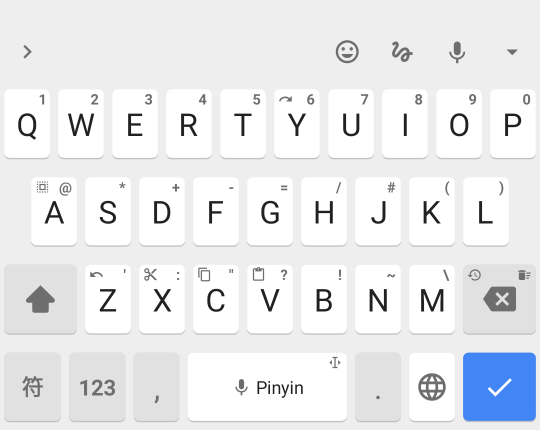 1 2 3 4 5 6 7 8 9 0
Q W E R T Y U I O P
@ * + - = / # ( )
A S D F G H J K L
' : " ? ! ~ \
Z X C V B N M
符 123 , Pinyin .